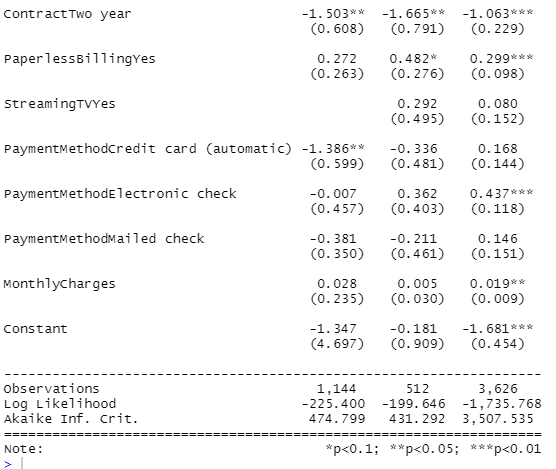 ContractTwo year -1.503** -1.665** -1.063***
(0.608) (0.791) (0.229)
PaperlessBillingYes 0.272 0.482* 0.299***
(0.263) (0.276) (0.098)
StreamingTVYes 0.292 0.080
(0.495) (0.152)
PaymentMethodCredit card (automatic) -1.386** -0.336 0.168
(0.599) (0.481) (0.144)
PaymentMethodElectronic check -0.007 0.362 0.437***
(0.457) (0.403) (0.118)
PaymentMethodMailed check -0.381 -0.211 0.146
(0.350) (0.461) (0.151)
MonthlyCharges 0.028 0.005 0.019**
(0.235) (0.030) (0.009)
Constant -1.347 -0.181 -1.681***
(4.697) (0.909) (0.454)
Observations 1,144 512 3,626
Log Likelihood -225.400 -199.646 -1,735.768
Akaike Inf. Crit. 474.799 431.292 3,507.535
Note: *p<0.1; **p<0.05; ***p<0.01
>